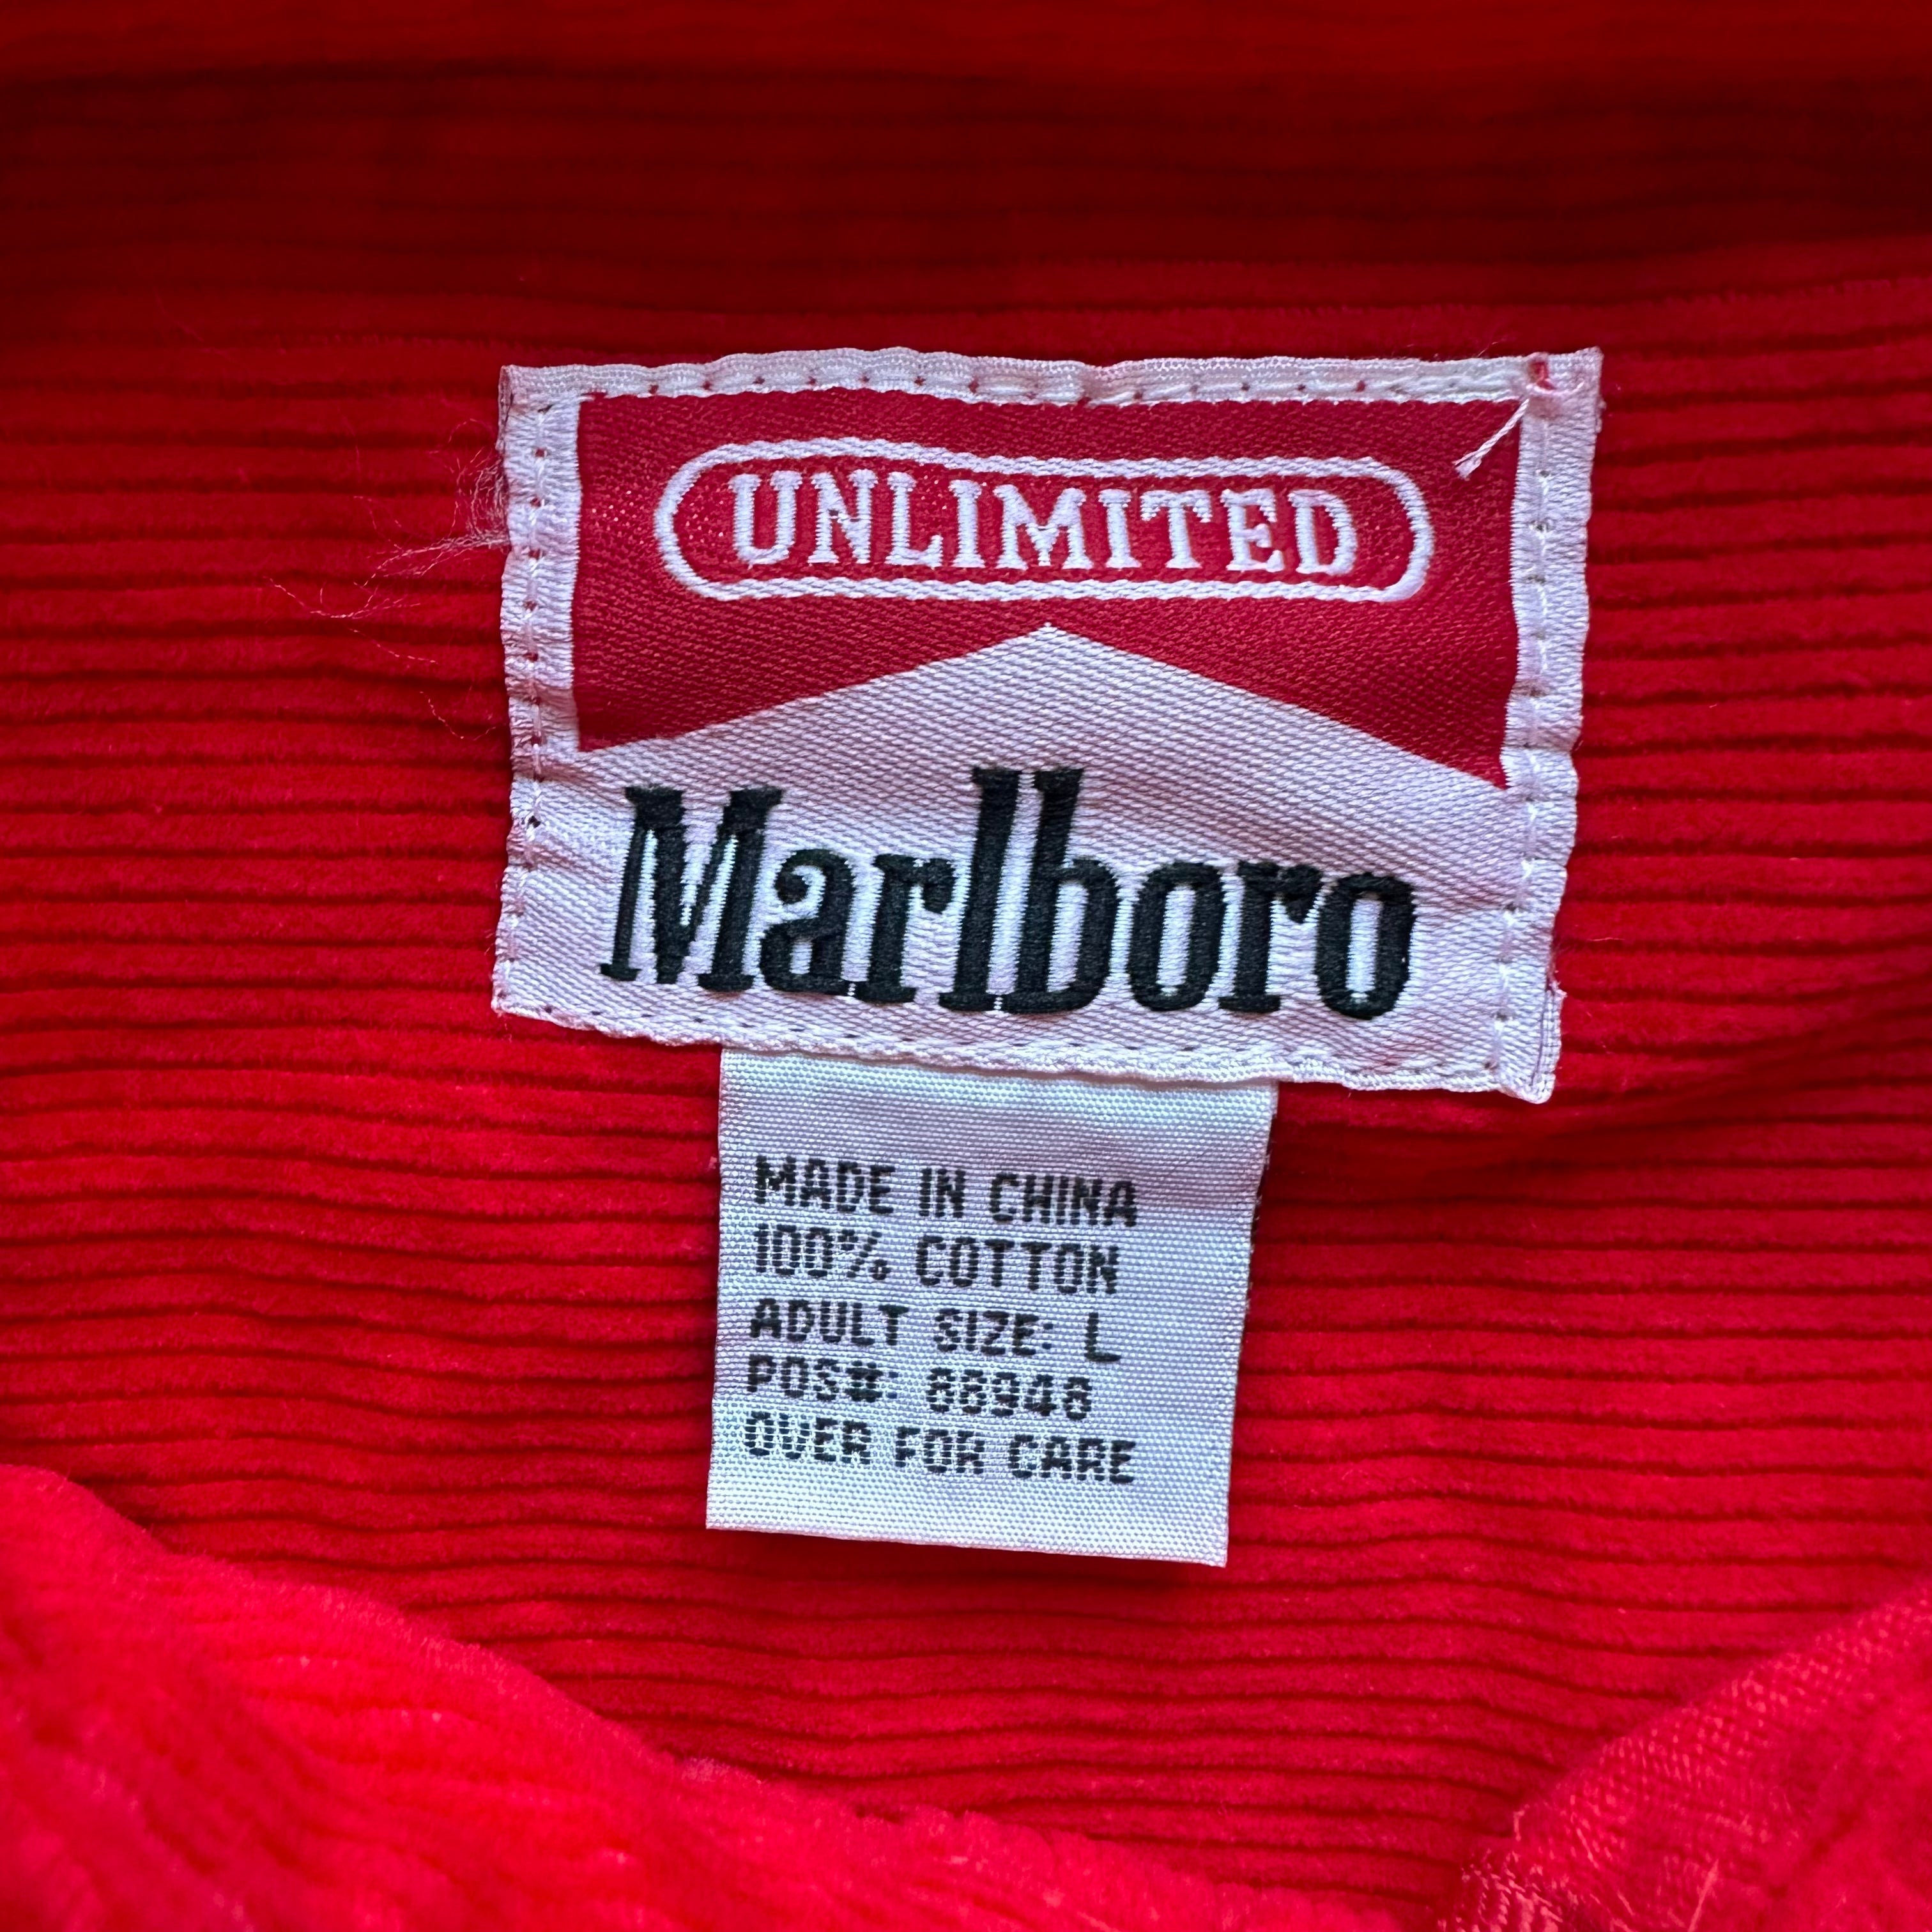 UNLIMITED
Marlboro
MADE IN CHINA
100% COTTON
ADULT SIZE: L
POS#: 88948
OVER FOR CARE